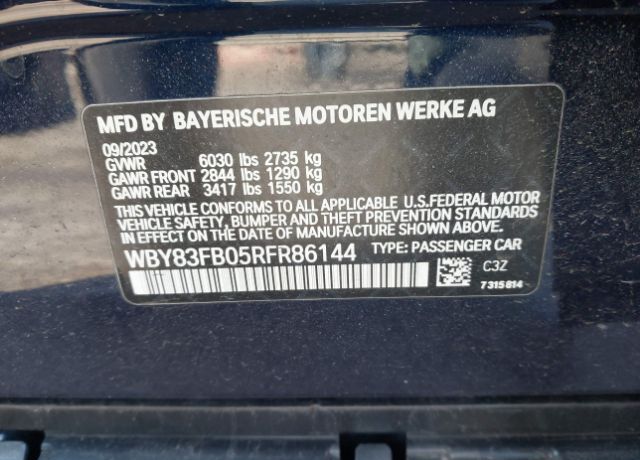 MFD BY BAYERISCHE MOTOREN WERKE AG
09/2023
GVWR 6030 lbs 2735 kg
GAWR FRONT 2844 lbs 1290 kg
GAWR REAR 3417 lbs 1550 kg
THIS VEHICLE CONFORMS TO ALL APPLICABLE U.S.FEDERAL MOTOR
VEHICLE SAFETY, BUMPER AND THEFT PREVENTION STANDARDS
IN EFFECT ON THE DATE OF MANUFACTURE SHOWN ABOVE.
WBY83FB05RFR86144 TYPE: PASSENGER CAR
C3Z
7315814